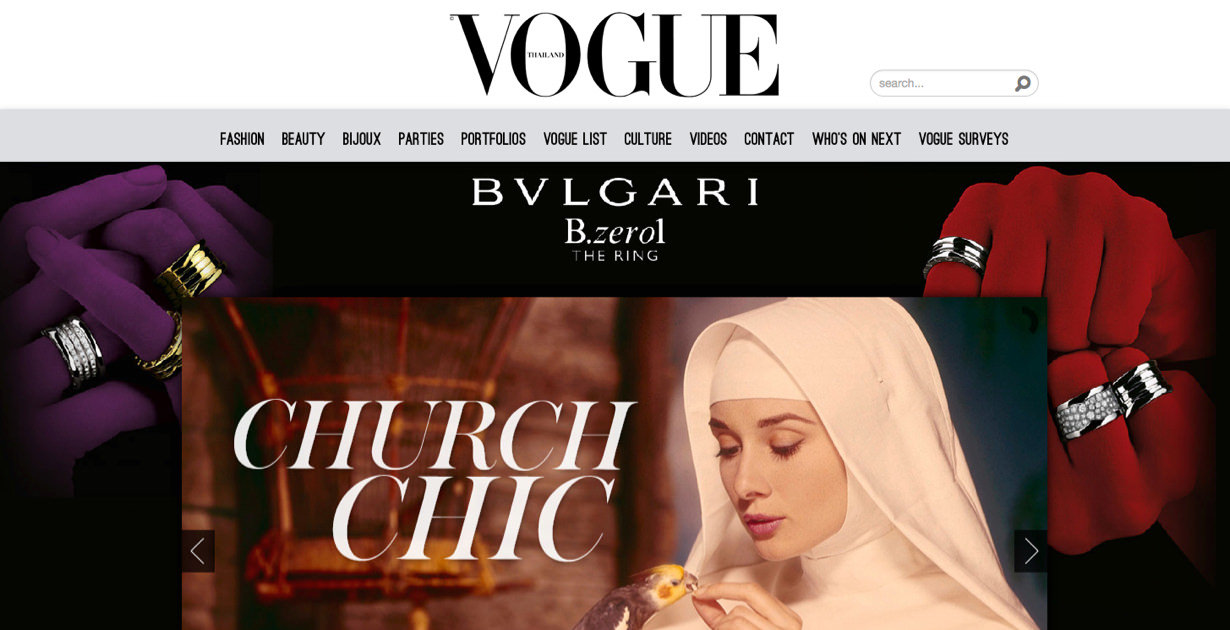 VOGUE
THAILAND
search...
FASHION BEAUTY BIJOUX PARTIES PORTFOLIOS VOGUE LIST CULTURE VIDEOS CONTACT WHO'S ON NEXT VOGUE SURVEYS
BVLGARI
B.zero1
THE RING
CHURCH
CHIC